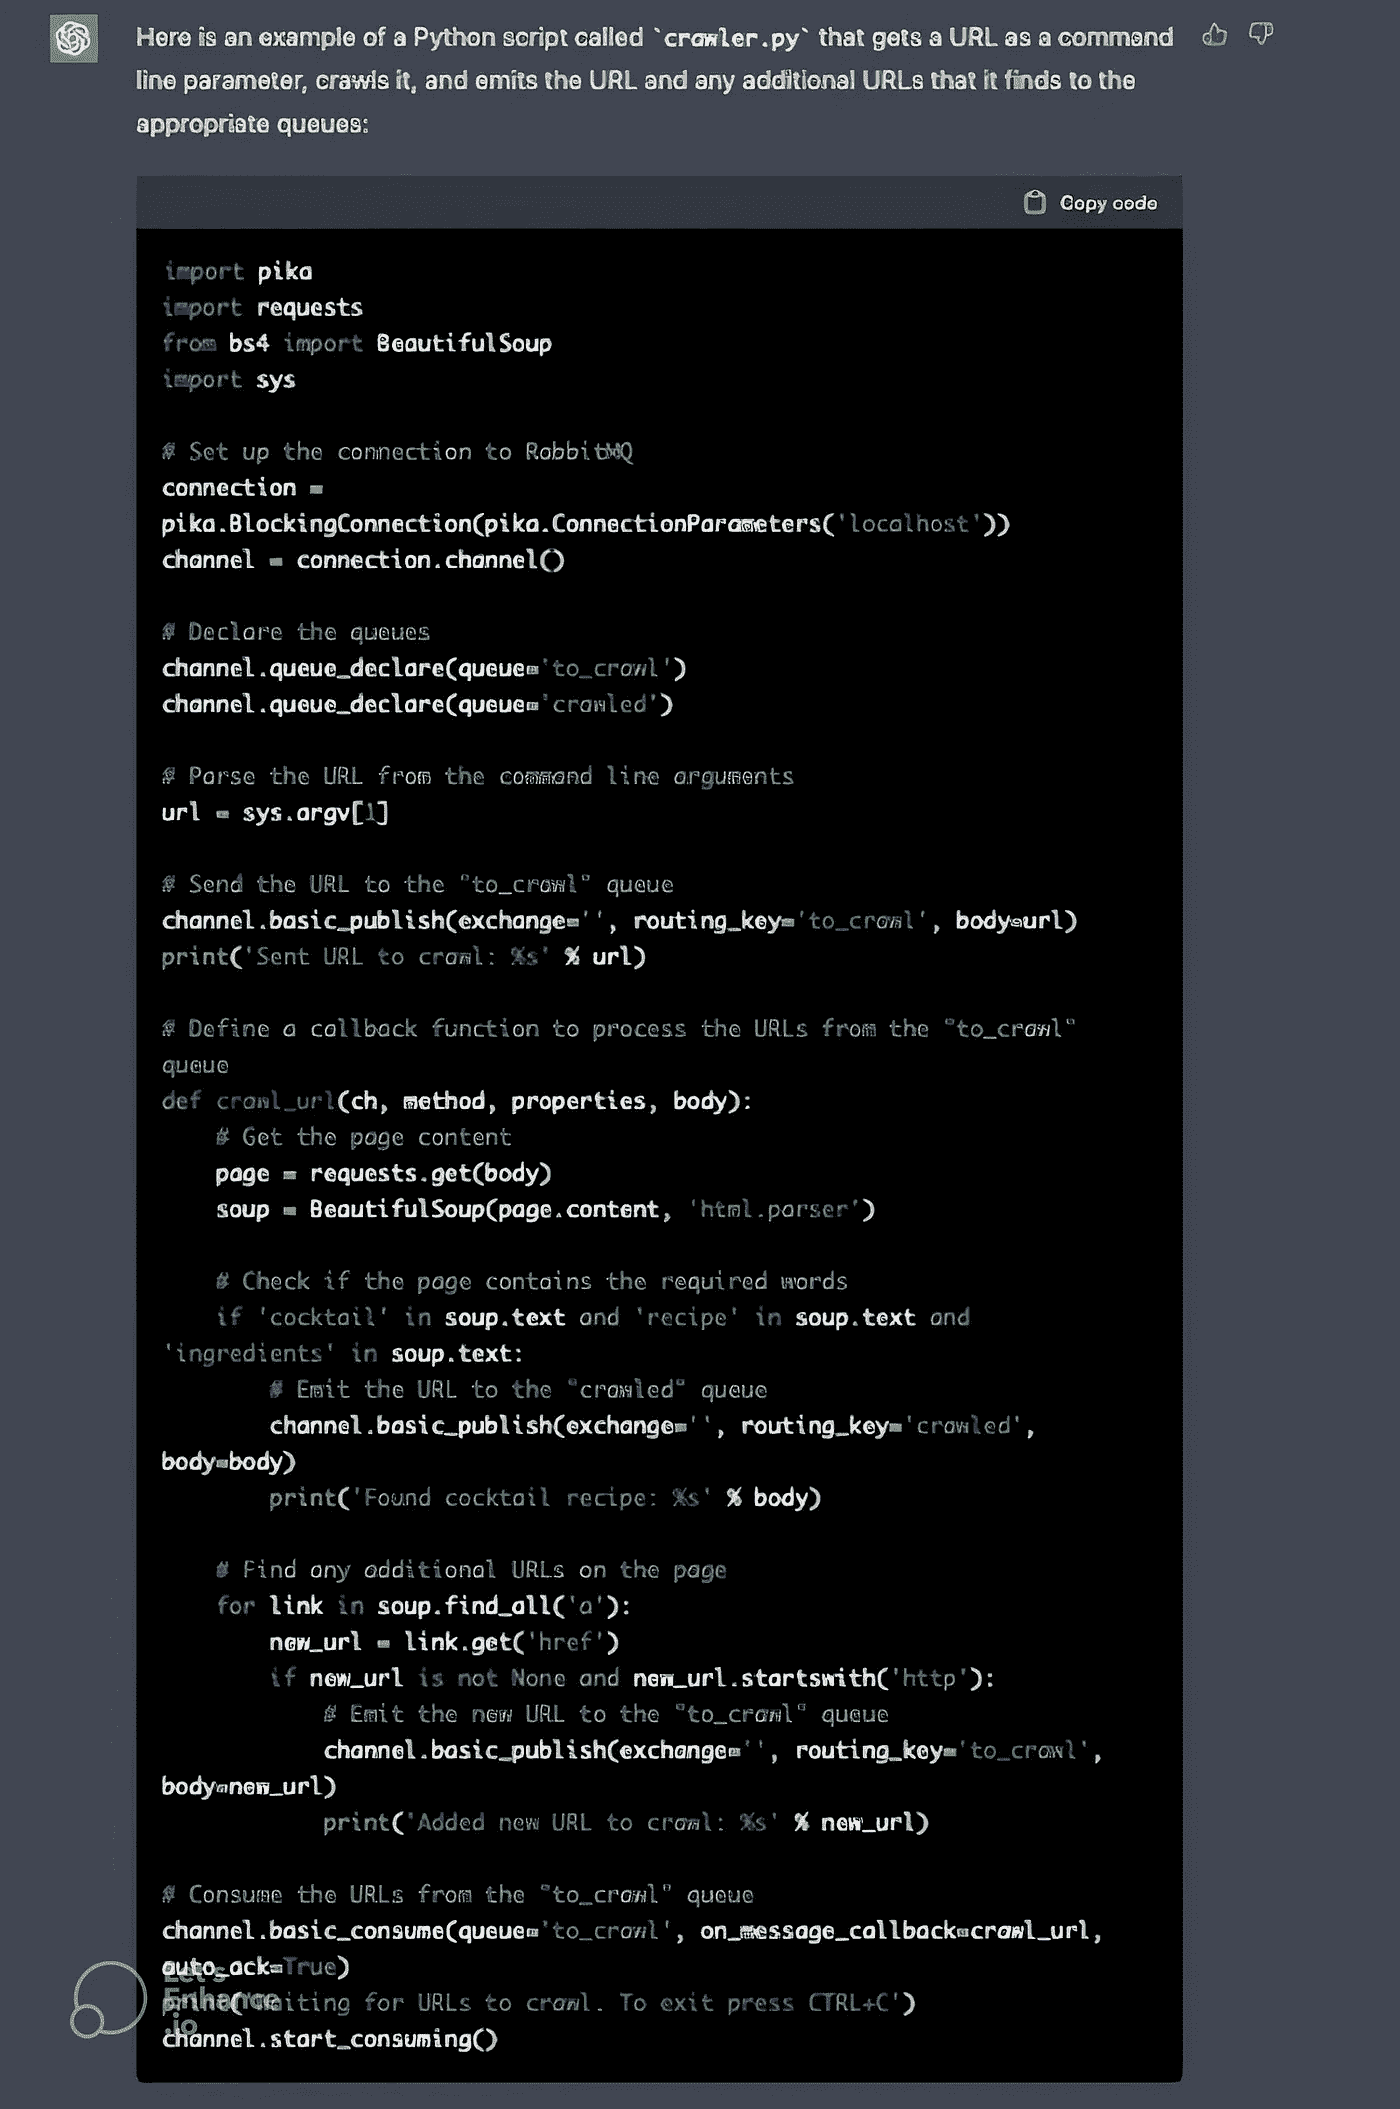 Here is an example of a Python script called `crawler.py` that gets a URL as a command
line parameter, crawls it, and emits the URL and any additional URLs that it finds to the
appropriate queues:
Copy code
import pika
import requests
from bs4 import BeautifulSoup
import sys
# Set up the connection to RabbitMQ
connection =
pika.BlockingConnection(pika.ConnectionParameters('localhost'))
channel = connection.channel()
# Declare the queues
channel.queue_declare(queue='to_crawl')
channel.queue_declare(queue='crawled')
# Parse the URL from the command line arguments
url = sys.argv[1]
# Send the URL to the "to_crawl" queue
channel.basic_publish(exchange='', routing_key='to_crawl', body=url)
print('Sent URL to crawl: %s' % url)
# Define a callback function to process the URLs from the "to_crawl"
queue
def crawl_url(ch, method, properties, body):
    # Get the page content
    page = requests.get(body)
    soup = BeautifulSoup(page.content, 'html.parser')
    # Check if the page contains the required words
    if 'cocktail' in soup.text and 'recipe' in soup.text and
'ingredients' in soup.text:
        # Emit the URL to the "crawled" queue
        channel.basic_publish(exchange='', routing_key='crawled',
body=body)
        print('Found cocktail recipe: %s' % body)
    # Find any additional URLs on the page
    for link in soup.find_all('a'):
        new_url = link.get('href')
        if new_url is not None and new_url.startswith('http'):
            # Emit the new URL to the "to_crawl" queue
            channel.basic_publish(exchange='', routing_key='to_crawl',
body=new_url)
            print('Added new URL to crawl: %s' % new_url)
# Consume the URLs from the "to_crawl" queue
channel.basic_consume(queue='to_crawl', on_message_callback=crawl_url,
auto_ack=True)
print('Waiting for URLs to crawl. To exit press CTRL+C')
channel.start_consuming()
Let's
Enhance
.io